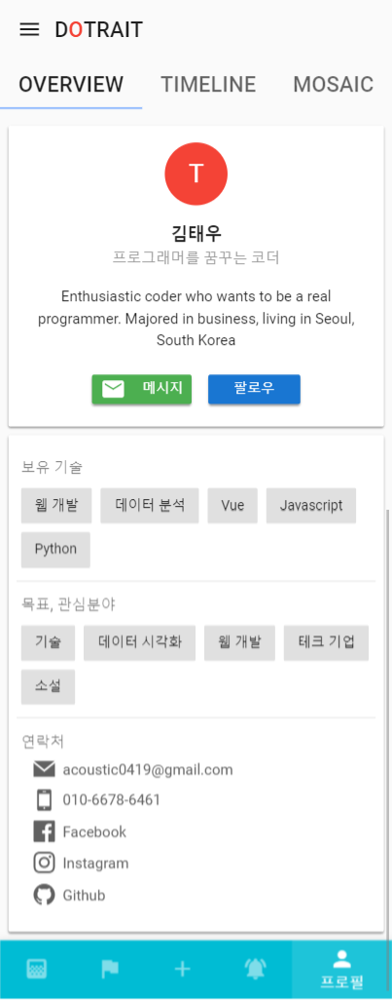 DOTRAIT
OVERVIEW TIMELINE MOSAIC
T
김태우
프로그래머를 꿈꾸는 코더
Enthusiastic coder who wants to be a real
programmer. Majored in business, living in Seoul,
South Korea
메시지 팔로우
보유 기술
웹 개발 데이터 분석 Vue Javascript
Python
목표, 관심분야
기술 데이터 시각화 웹 개발 테크 기업
소설
연락처
acoustic0419@gmail.com
010-6678-6461
Facebook
Instagram
Github
프로필